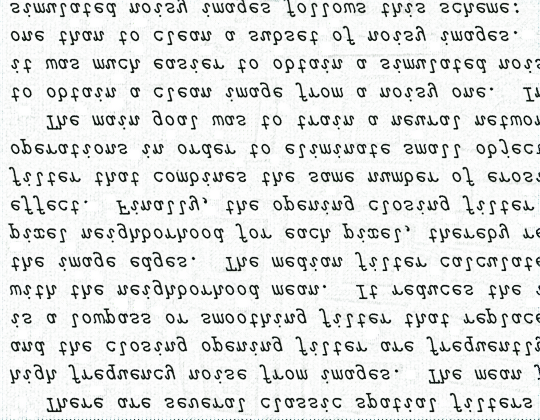 There are several classic spatial filters
high frequency noise from images. The mean f
and the closing opening filter are frequently
is a lowpass or smoothing filter that replace
with the neighborhood mean. It reduces the i
the image edges. The median filter calculate
pixel neighborhood for each pixel, thereby re
effect. Finally, the opening closing filter
filter that combines the same number of erosi
operations in order to eliminate small object
The main goal was to train a neural networ
to obtain a clean image from a noisy one. In
it was much easier to obtain a simulated nois
one than to clean a subset of noisy images.
simulated noisy images follows this scheme: